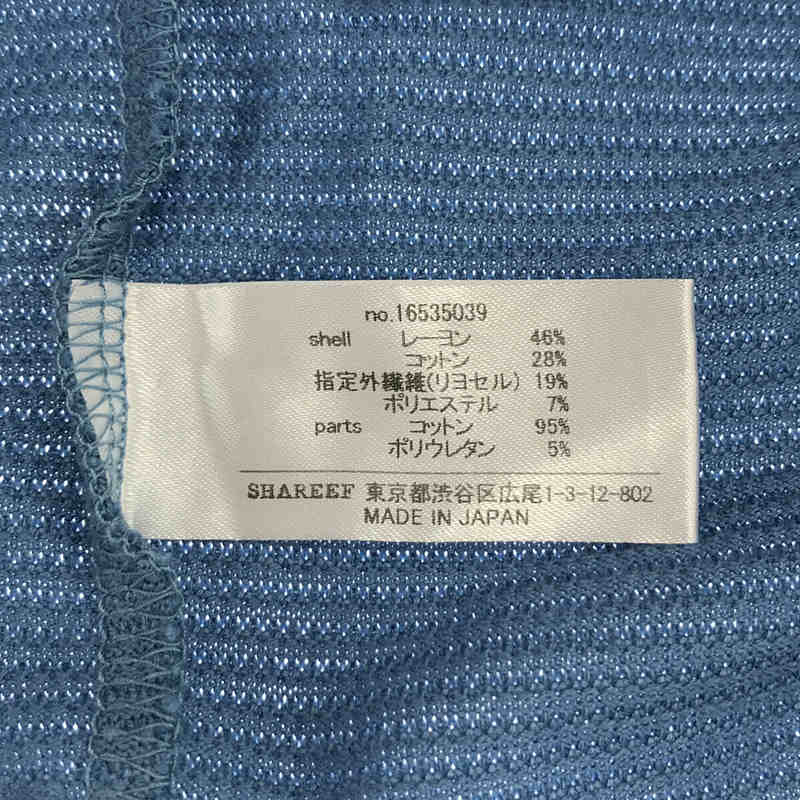 no.16535039
shell レーヨン 46%
コットン 28%
指定外繊維(リヨセル) 19%
ポリエステル 7%
parts コットン 95%
ポリウレタン 5%
SHAREEF 東京都渋谷区広尾1-3-12-802
MADE IN JAPAN